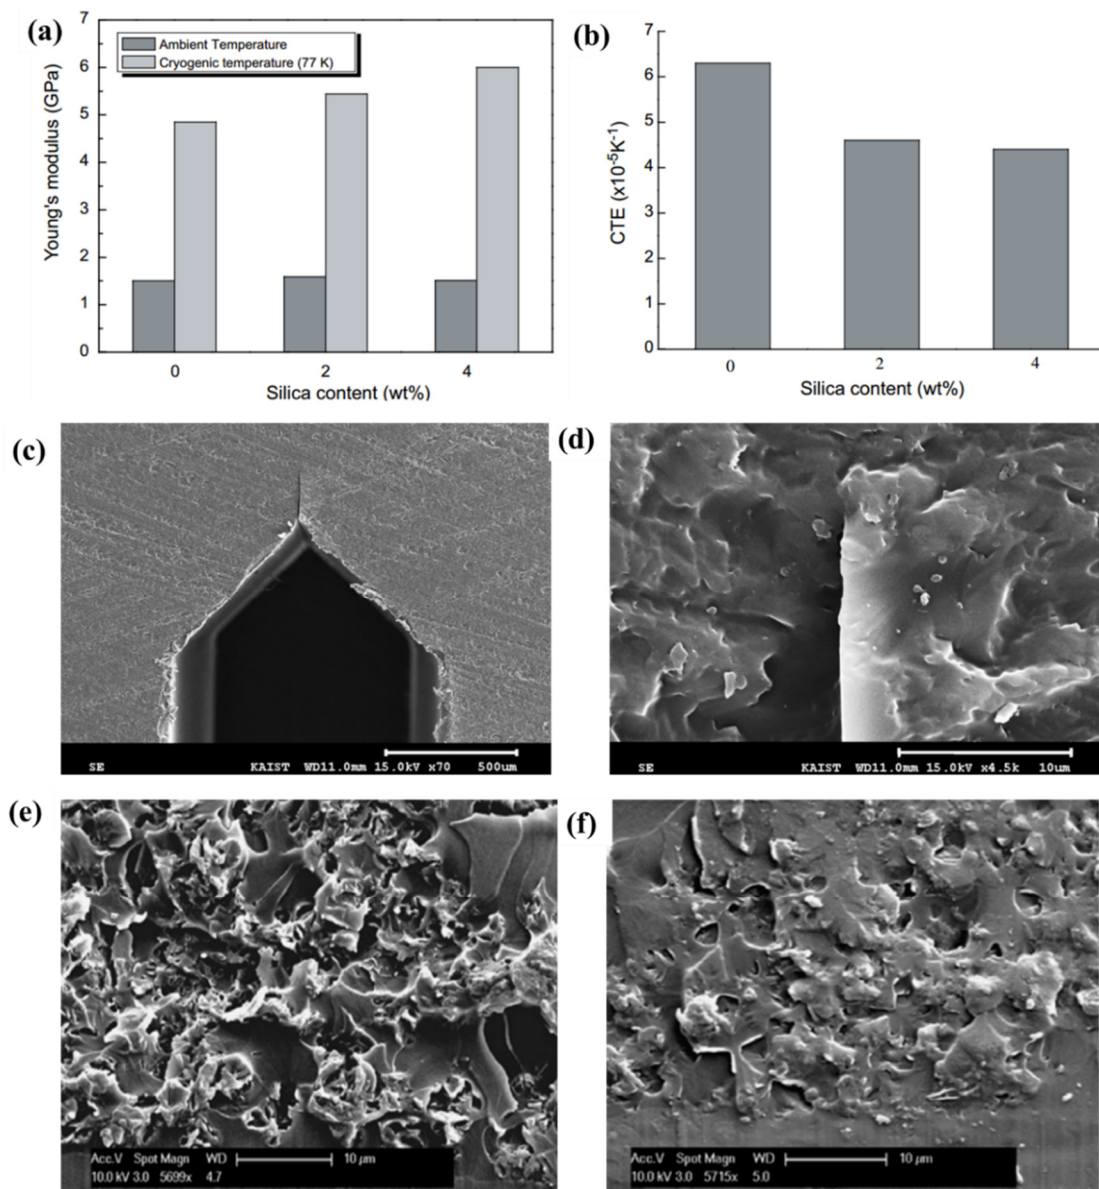 (a)
7
6
5
4
3
2
1
0
Young's modulus (GPa)
Ambient Temperature
Cryogenic temperature (77 K)
0 2 4
Silica content (wt%)
(b)
7
6
5
4
3
2
1
0
CTE (x10-5K-1)
0 2 4
Silica content (wt%)
(c)
SE KAIST WD11.0mm 15.0kV x70 500um
(d)
SE KAIST WD11.0mm 15.0kV x4.5k 10um
(e)
Acc.V Spot Magn WD 10 µm
10.0 kV 3.0 5699x 4.7
(f)
Acc.V Spot Magn WD 10 µm
10.0 kV 3.0 5715x 5.0